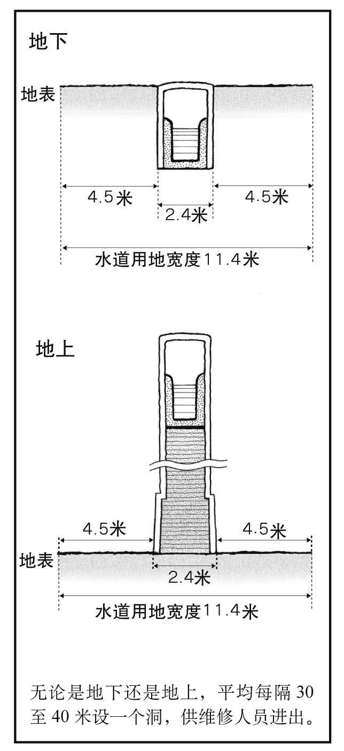 地下
地表
4.5米
2.4米
4.5米
水道用地宽度11.4米
地上
4.5米
4.5米
地表
2.4米
水道用地宽度11.4米
无论是地下还是地上，平均每隔30
至40米设一个洞，供维修人员进出。